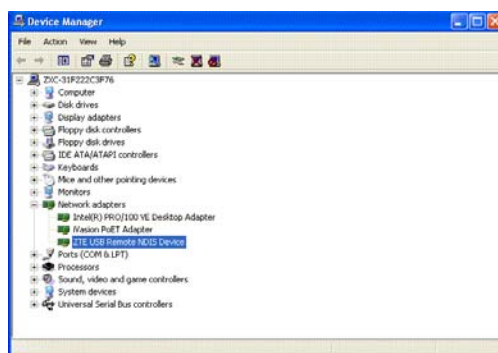 Device Manager
File Action View Help
ZXC-31F222C3F76
Computer
Disk drives
Display adapters
Floppy disk controllers
Floppy disk drives
IDE ATA/ATAPI controllers
Keyboards
Mice and other pointing devices
Monitors
Network adapters
Intel(R) PRO/100 VE Desktop Adapter
iVasion PoET Adapter
ZTE USB Remote NDIS Device
Ports (COM & LPT)
Processors
Sound, video and game controllers
System devices
Universal Serial Bus controllers